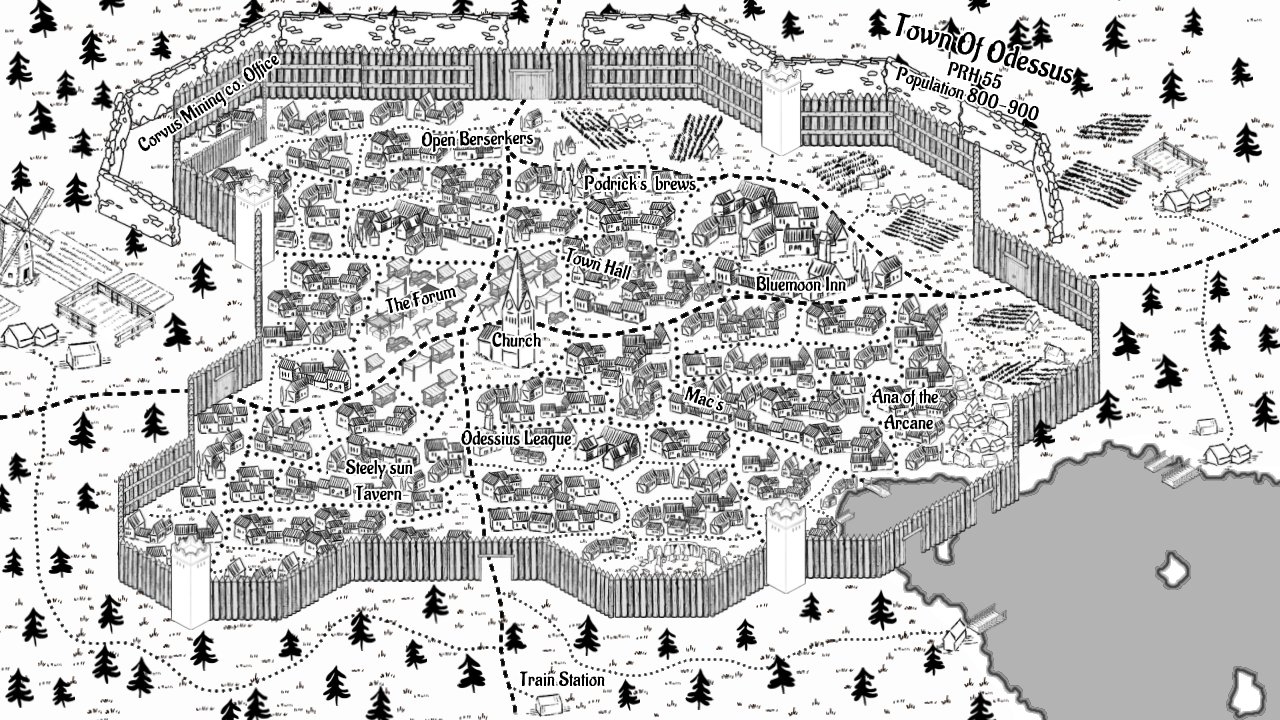 Town Of Odessus
PRH 55
Population 800-900
Corvus Mining co. Office
Open Berserkers
Podrick's brews
Town Hall
Bluemoon Inn
The Forum
Church
Mac's
Ana of the
Arcane
Odessius League
Steely sun
Tavern
Train Station